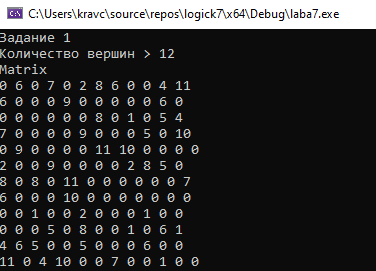 C:\Users\kravc\source\repos\logick7\x64\Debug\laba7.exe
Задание 1
Количество вершин > 12
Matrix
0 6 0 7 0 2 8 6 0 0 4 11
6 0 0 0 9 0 0 0 0 0 6 0
0 0 0 0 0 0 8 0 1 0 5 4
7 0 0 0 0 9 0 0 0 5 0 10
0 9 0 0 0 0 11 10 0 0 0 0
2 0 0 9 0 0 0 0 2 8 5 0
8 0 8 0 11 0 0 0 0 0 0 7
6 0 0 0 10 0 0 0 0 0 0 0
0 0 1 0 0 2 0 0 0 1 0 0
0 0 0 5 0 8 0 0 1 0 6 1
4 6 5 0 0 5 0 0 0 6 0 0
11 0 4 10 0 0 7 0 0 1 0 0